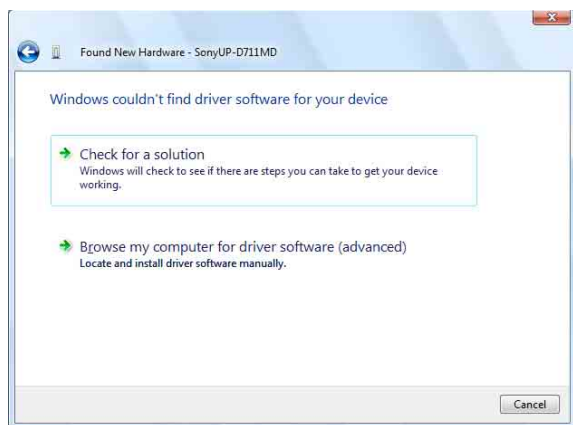 Found New Hardware - SonyUP-D711MD
Windows couldn't find driver software for your device
Check for a solution
Windows will check to see if there are steps you can take to get your device
working.
Browse my computer for driver software (advanced)
Locate and install driver software manually.
Cancel